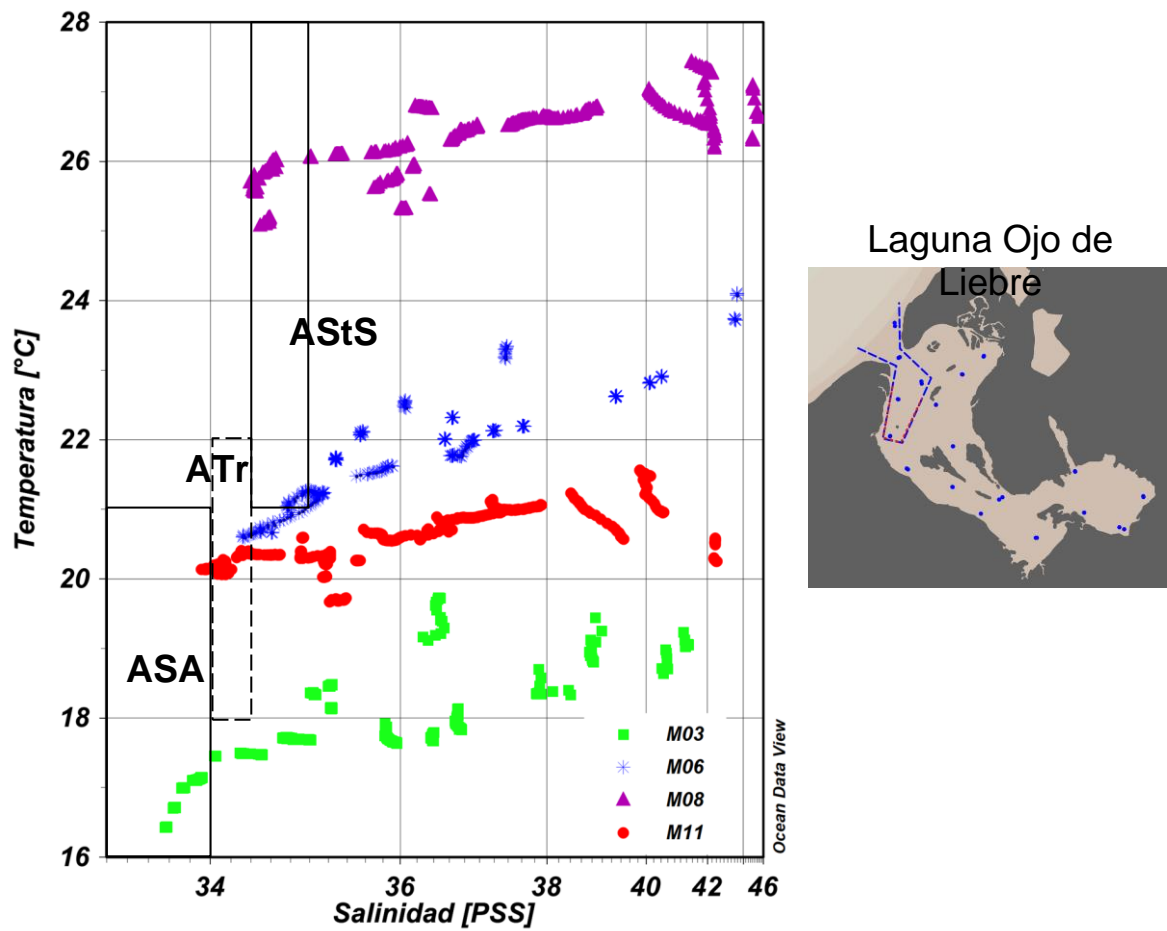 28
26
24
22
20
18
16
Temperatura [°C]
AStS
ATr
ASA
M03
M06
M08
M11
34
36
38
40
42
46
Salinidad [PSS]
Ocean Data View
Laguna Ojo de
Liebre